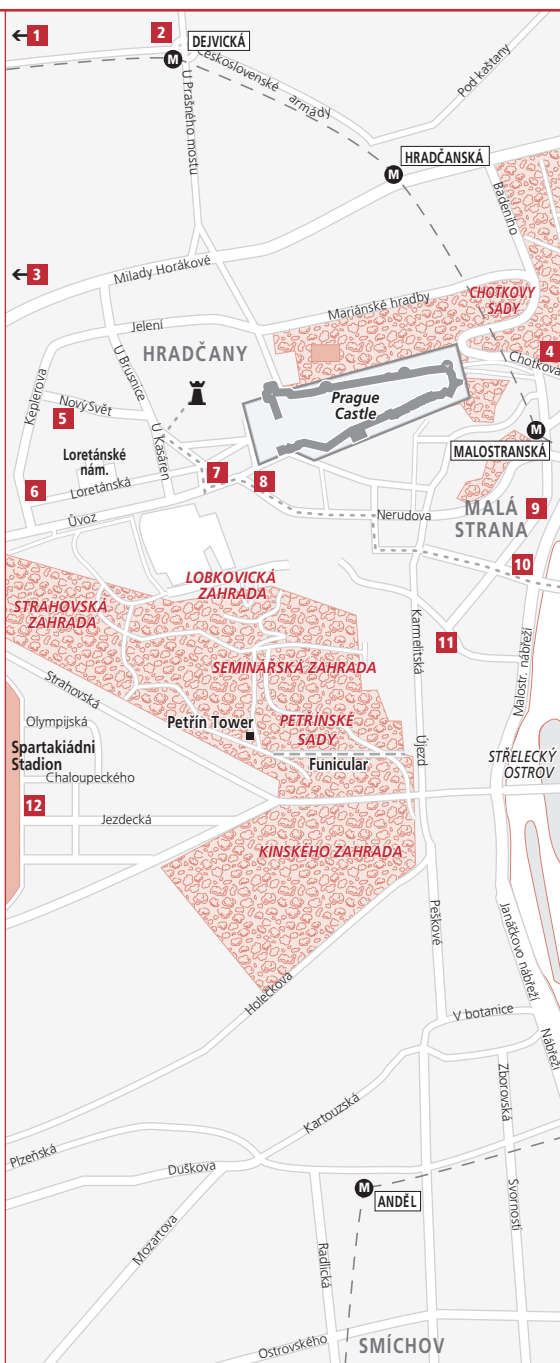 1
2
DEJVICKÁ
M
Československé armády
U Prašného mostu
Pod kaštany
HRADČANSKÁ
M
Badeniho
3
Milady Horákové
Mariánské hradby
CHOTKOVY
SADY
Jelení
HRADČANY
U Brusnice
4
Chotkova
Keplerova
Nový Svět
5
Prague
Castle
M
MALOSTRANSKÁ
U Kasáren
Loretánské
nám.
6
Loretánská
7
8
Úvoz
Nerudova
MALÁ
STRANA
9
10
LOBKOVICKÁ
ZAHRADA
STRAHOVSKÁ
ZAHRADA
Karmelitská
11
Malostr. nábřeží
SEMINÁŘSKÁ ZAHRADA
Strahovská
Petřín Tower
PETŘÍNSKÉ
SADY
Olympijská
Újezd
Spartakiádni
Stadion
Funicular
STŘELECKÝ
OSTROV
Chaloupeckého
12
Jezdecká
KINSKÉHO ZAHRADA
Peškové
Janáčkovo nábřeží
Holečkova
V botanice
Nábřeží
Zborovská
Kartouzská
Plzeňská
Duškova
M
ANDĚL
Svornosti
Mozartova
Radlická
Ostrovského
SMÍCHOV